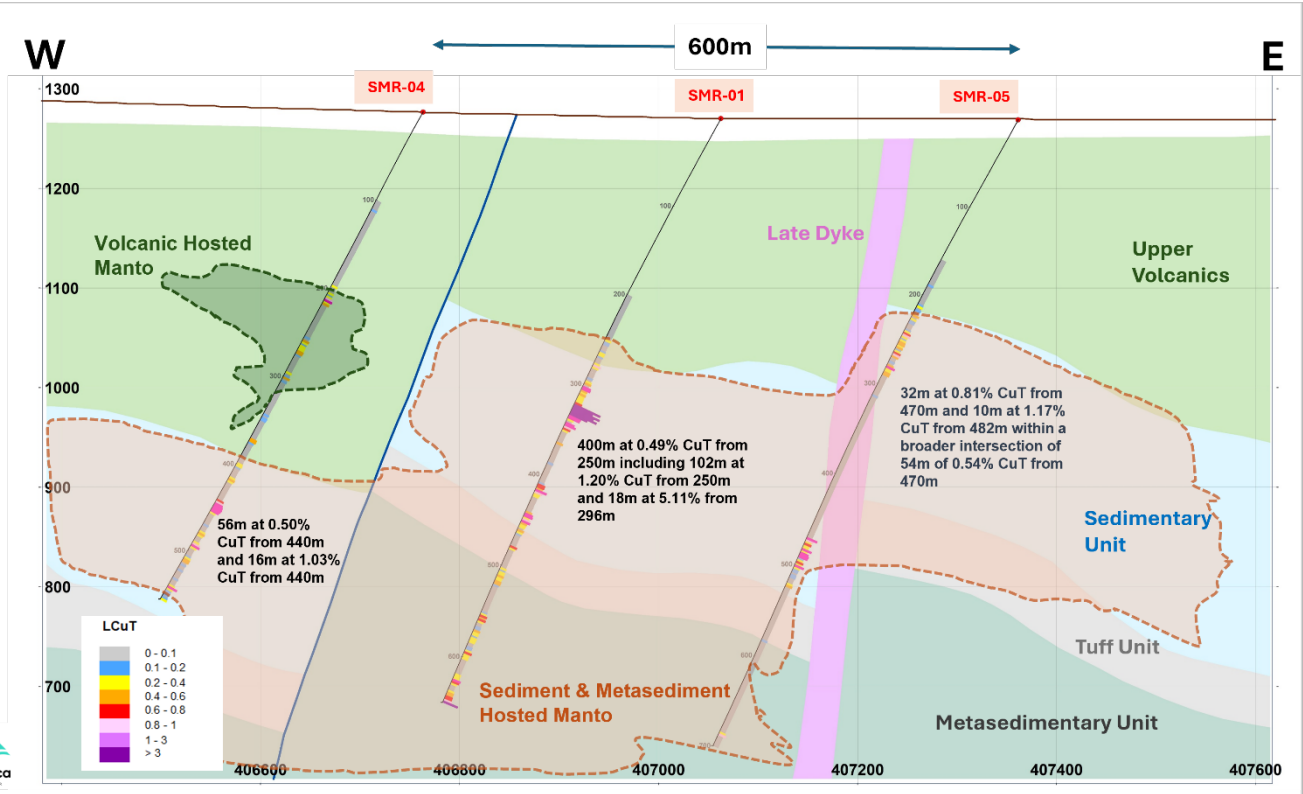 W
600m
E
SMR-04
SMR-01
SMR-05
1300
1200
1100
1000
900
800
700
100
300
400
500
100
200
300
400
500
600
100
200
300
400
600
Volcanic Hosted
Manto
Late Dyke
Upper
Volcanics
32m at 0.81% CuT from
470m and 10m at 1.17%
CuT from 482m within a
broader intersection of
54m of 0.54% CuT from
470m
400m at 0.49% CuT from
250m including 102m at
1.20% CuT from 250m
and 18m at 5.11% from
296m
56m at 0.50%
CuT from 440m
and 16m at 1.03%
CuT from 440m
Sedimentary
Unit
Tuff Unit
Sediment & Metasediment
Hosted Manto
Metasedimentary Unit
LCuT
0 - 0.1
0.1 - 0.2
0.2 - 0.4
0.4 - 0.6
0.6 - 0.8
0.8 - 1
1 - 3
> 3
406600
406800
407000
407200
407400
407600